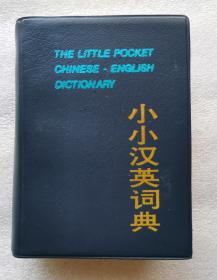 THE LITTLE POCKET
CHINESE - ENGLISH
DICTIONARY
小小汉英词典